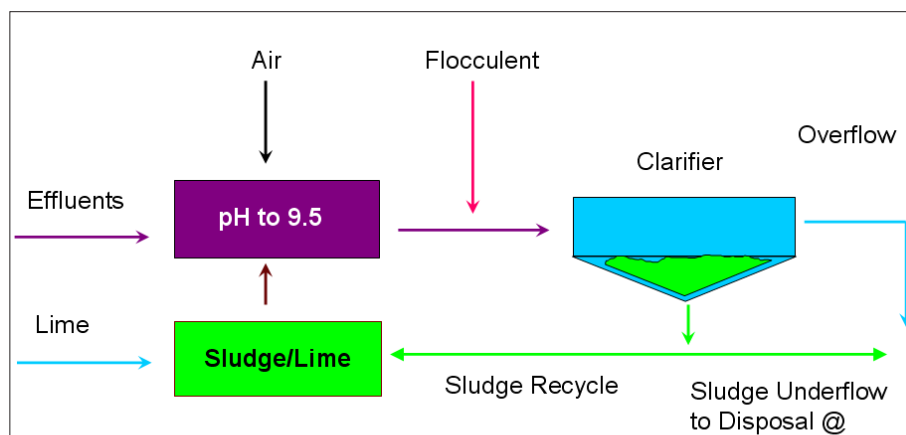 Air
Flocculent
Overflow
Clarifier
Effluents
pH to 9.5
Lime
Sludge/Lime
Sludge Recycle
Sludge Underflow
to Disposal @